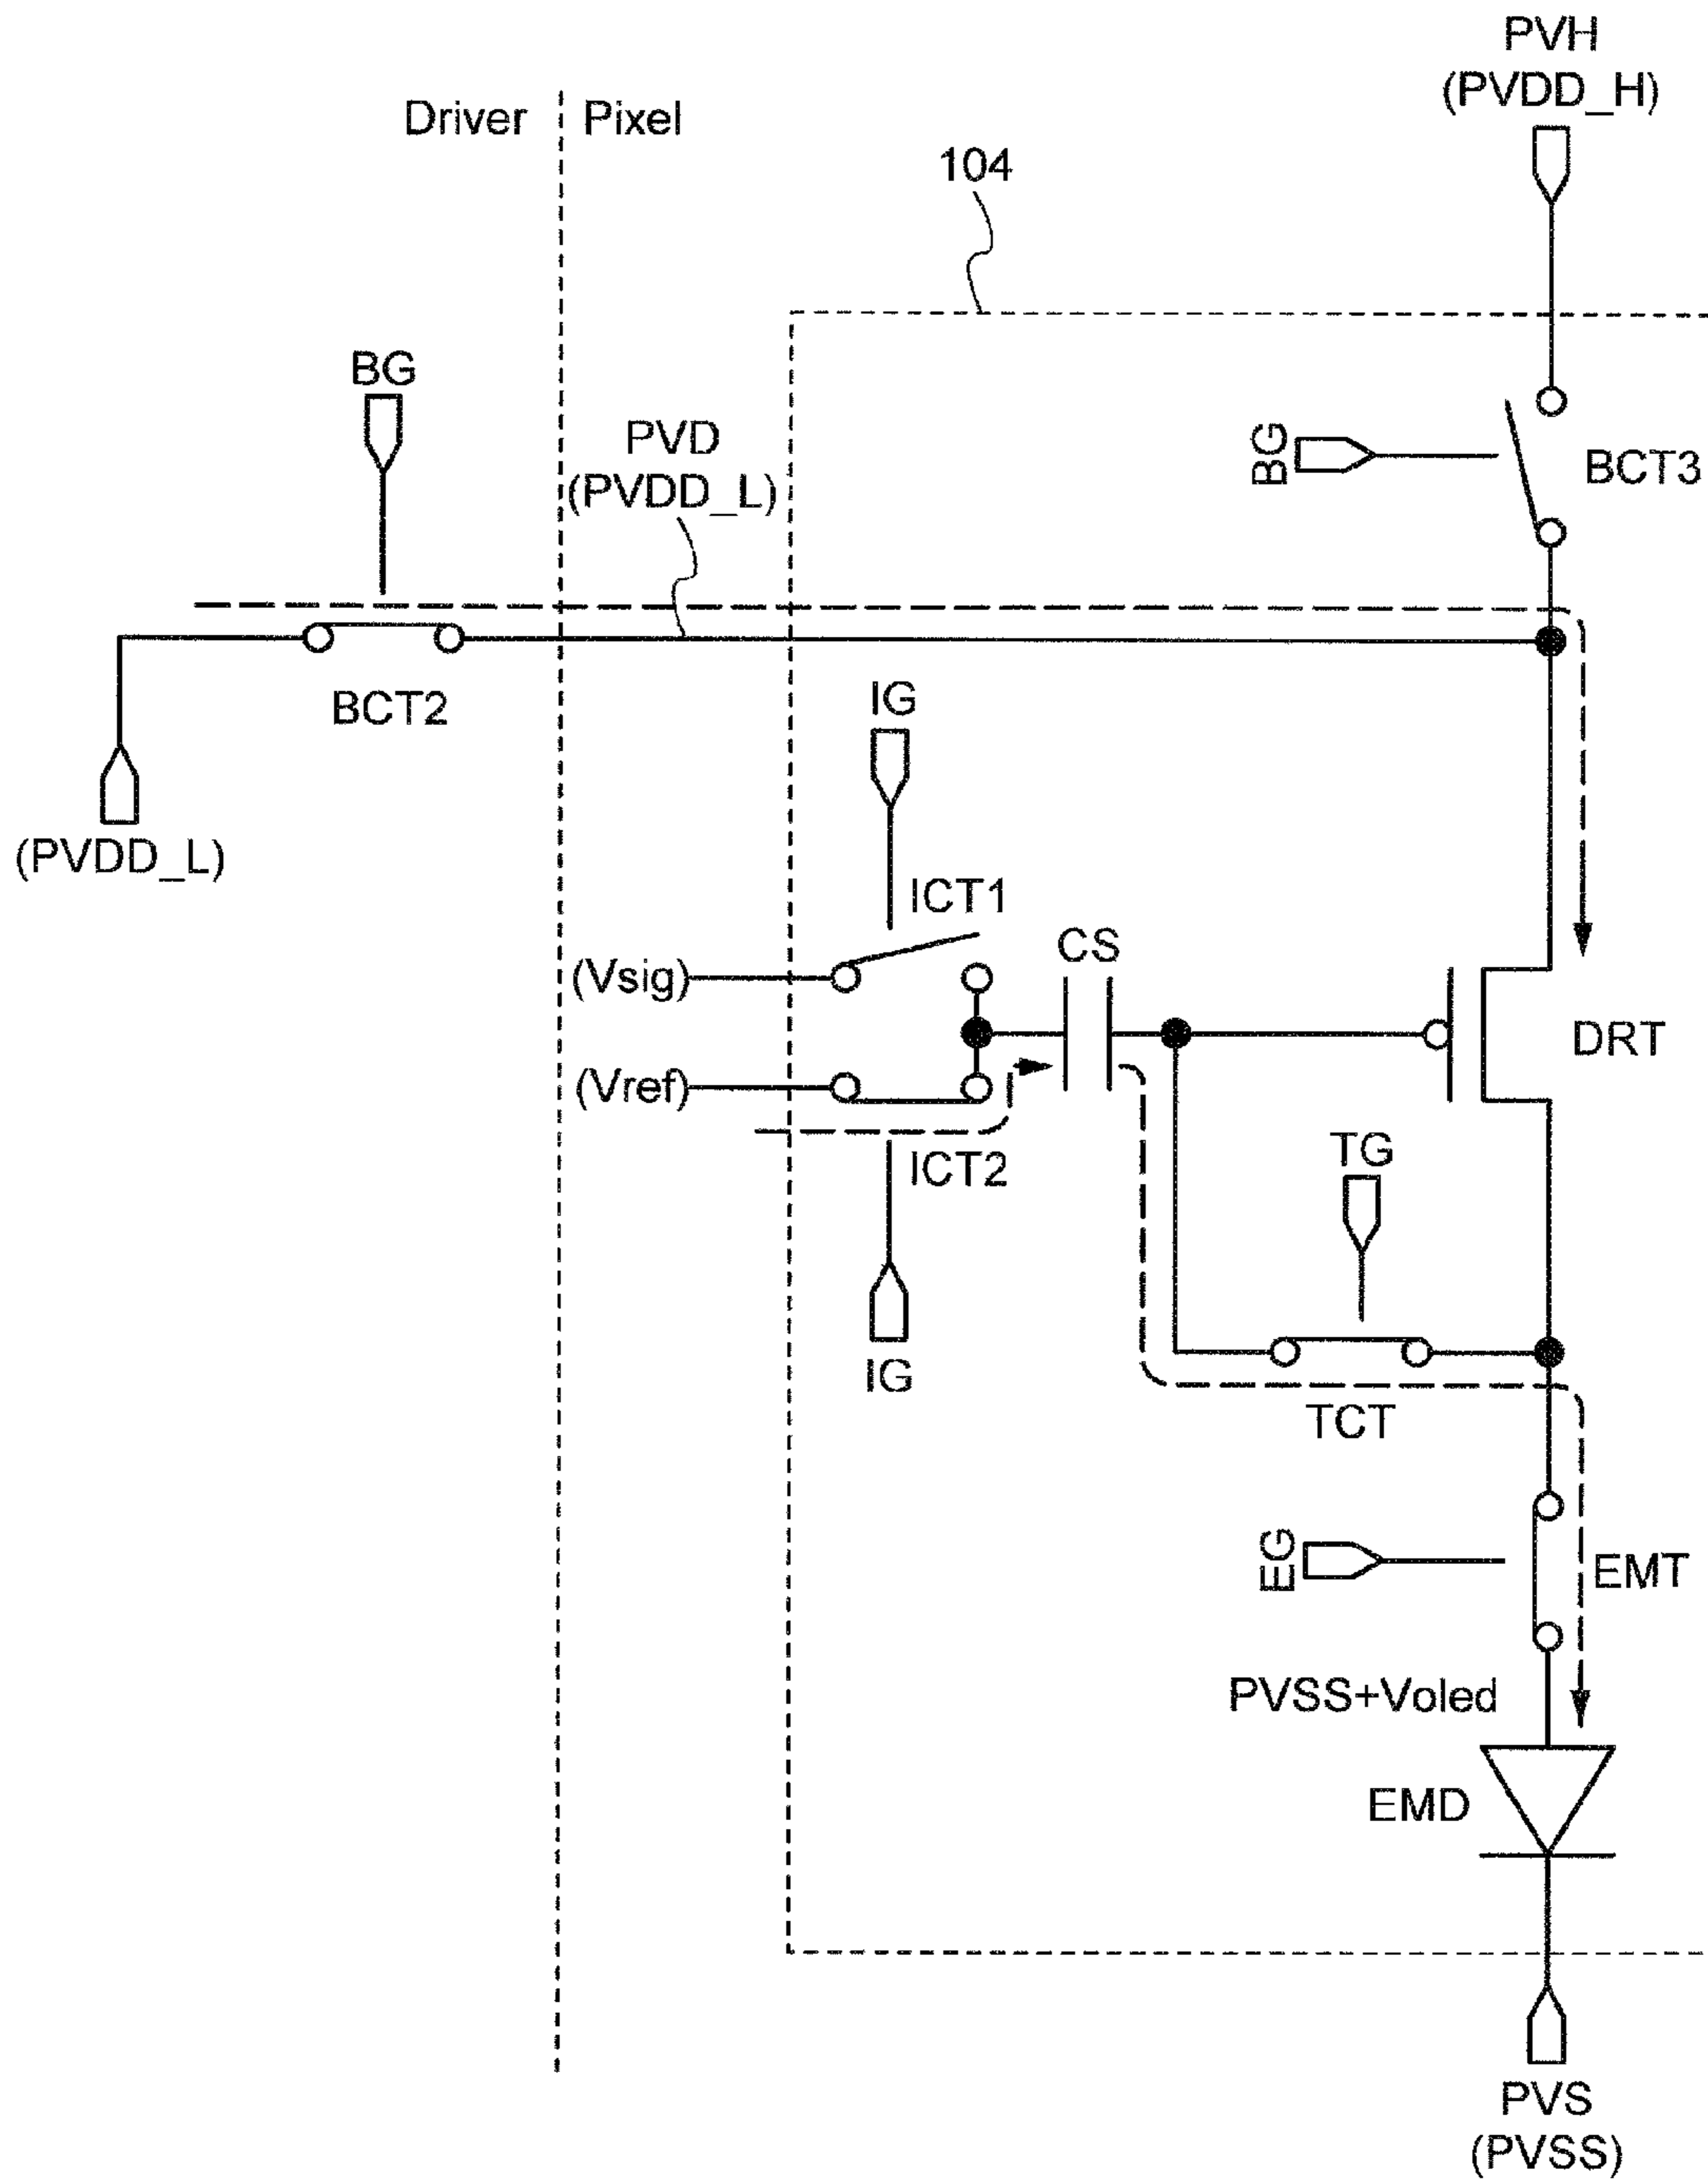 PVH
(PVDD_H)
Driver
Pixel
104
BG
PVD
(PVDD_L)
BG
BCT3
BCT2
IG
(PVDD_L)
ICT1
CS
(Vsig)
DRT
(Vref)
TG
ICT2
IG
TCT
EG
EMT
PVSS+Voled
EMD
PVS
(PVSS)